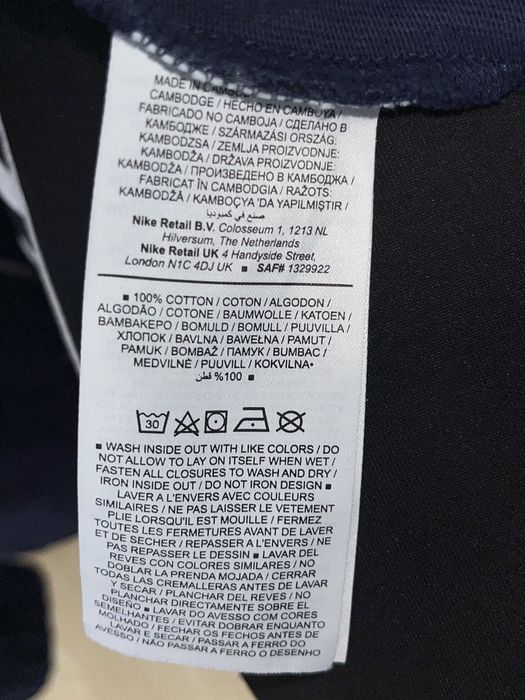 MADE IN CAMBODIA
CAMBODGE / HECHO EN CAMBOYA /
FABRICADO NO CAMBOJA / СДЕЛАНО В
КАМБОДЖЕ / SZÁRMAZÁSI ORSZÁG:
KAMBODZSA / ZEMLJA PROIZVODNJE:
KAMBODŽA / DRŽAVA PROIZVODNJE:
KAMBODŽA / ПРОИЗВЕДЕНО В КАМБОДЖА /
FABRICAT ÎN CAMBODGIA / RAŽOTS:
KAMBODŽĀ / KAMBOÇYA 'DA YAPILMIŞTIR /
صنع في كمبوديا
Nike Retail B.V. Colosseum 1, 1213 NL
Hilversum, The Netherlands
Nike Retail UK 4 Handyside Street,
London N1C 4DJ UK ■ SAF# 1329922
■ 100% COTTON / COTON / ALGODON /
ALGODÃO / COTONE / BAUMWOLLE / KATOEN /
ΒΑΜΒΑΚΕΡΟ / BOMULD / BOMULL / PUUVILLA /
ХЛОПОК / BAVLNA / BAWEŁNA / PAMUT /
PAMUK / BOMBAŽ / ПАМУК / BUMBAC /
MEDVILNĖ / PUUVILL / KOKVILNA•
100% قطن ■
30
■ WASH INSIDE OUT WITH LIKE COLORS / DO
NOT ALLOW TO LAY ON ITSELF WHEN WET /
FASTEN ALL CLOSURES TO WASH AND DRY /
IRON INSIDE OUT / DO NOT IRON DESIGN ■
LAVER A L'ENVERS AVEC COULEURS
SIMILAIRES / NE PAS LAISSER LE VETEMENT
PLIE LORSQU'IL EST MOUILLE / FERMEZ
TOUTES LES FERMETURES AVANT DE LAVER
ET DE SECHER / REPASSER A L'ENVERS / NE
PAS REPASSER LE DESSIN ■ LAVAR DEL
REVES CON COLORES SIMILARES / NO
DOBLAR LA PRENDA MOJADA / CERRAR
TODAS LAS CREMALLERAS ANTES DE LAVAR
Y SECAR / PLANCHAR DEL REVES / NO
PLANCHAR DIRECTAMENTE SOBRE EL
DISEÑO ■ LAVAR DO AVESSO COM CORES
SEMELHANTES / EVITAR DOBRAR ENQUANTO
MOLHADO / FECHAR OS FECHOS ANTES DE
LAVAR E SECAR / PASSAR A FERRO DO
AVESSO / NÃO PASSAR A FERRO O DESENHO